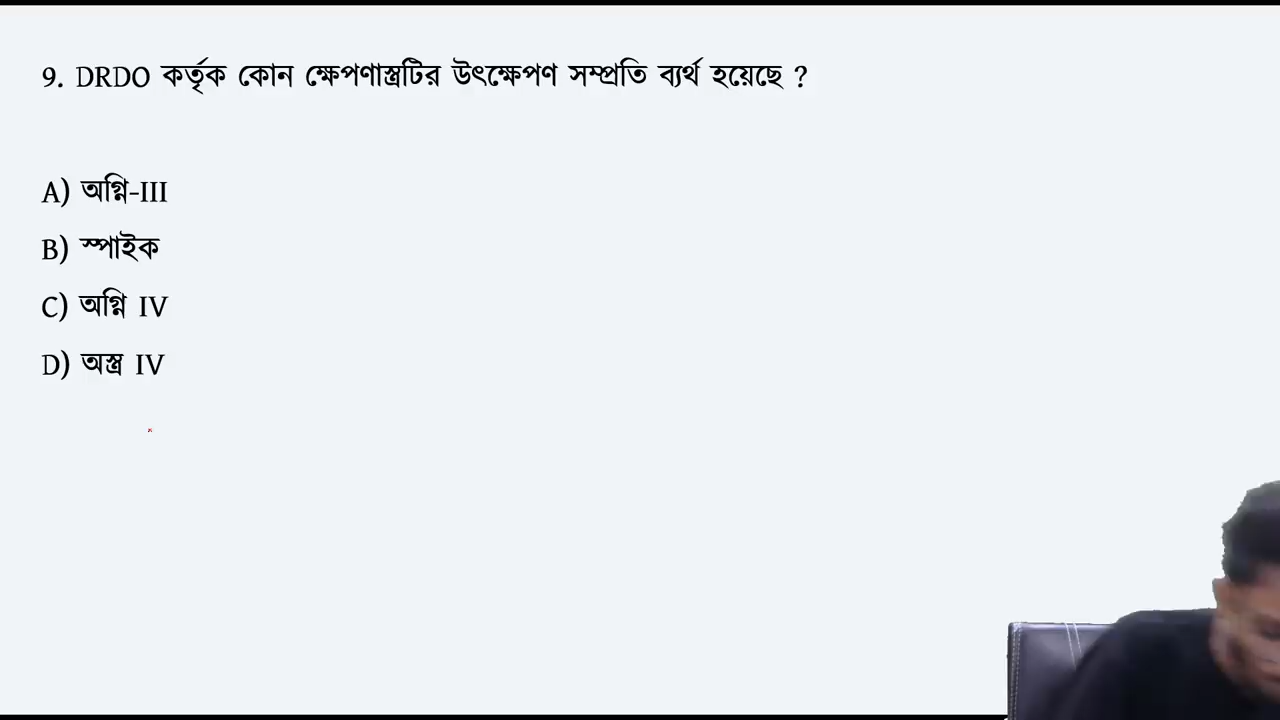 9. DRDO কর্তৃক কোন ক্ষেপণাস্ত্রটির উৎক্ষেপণ সম্প্রতি ব্যর্থ হয়েছে ?
A) অগ্নি-III
B) স্পাইক
C) অগ্নি IV
D) অস্ত্র IV